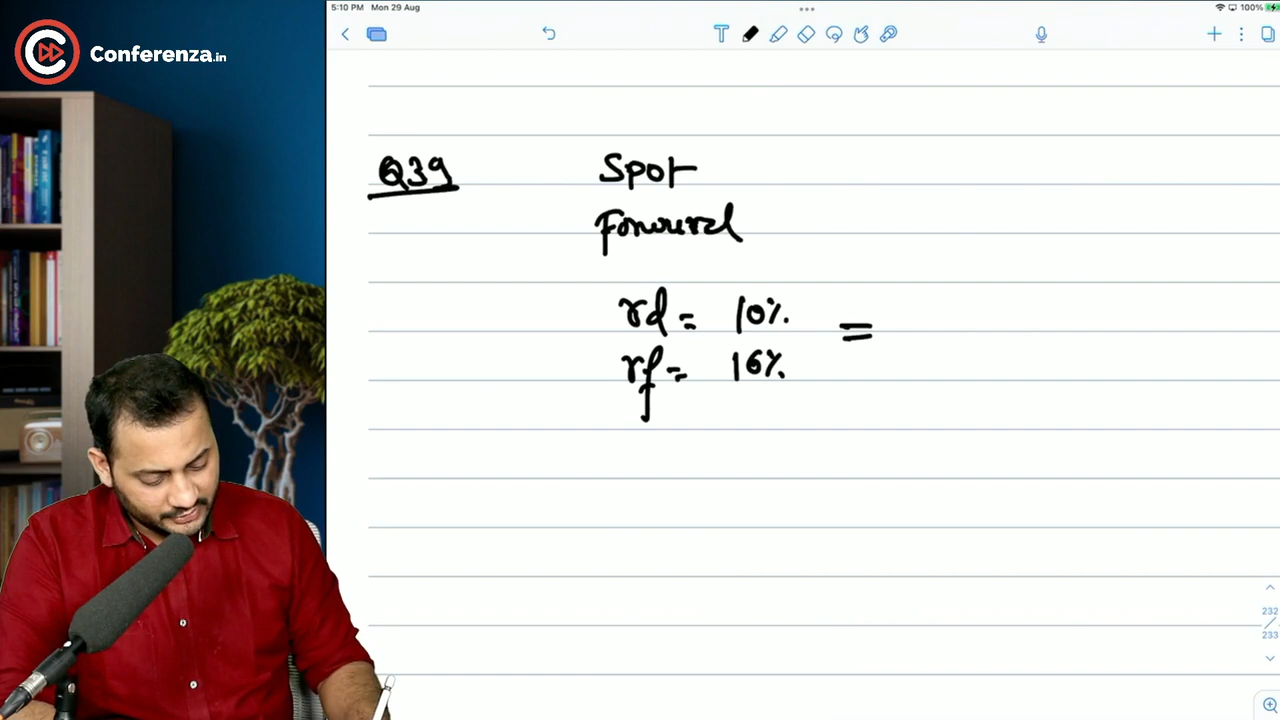 5:10 PM Mon 29 Aug
100%
Conferenza.in
Q39
Spot
Forward
rd = 10% =
rf = 16%
232
233